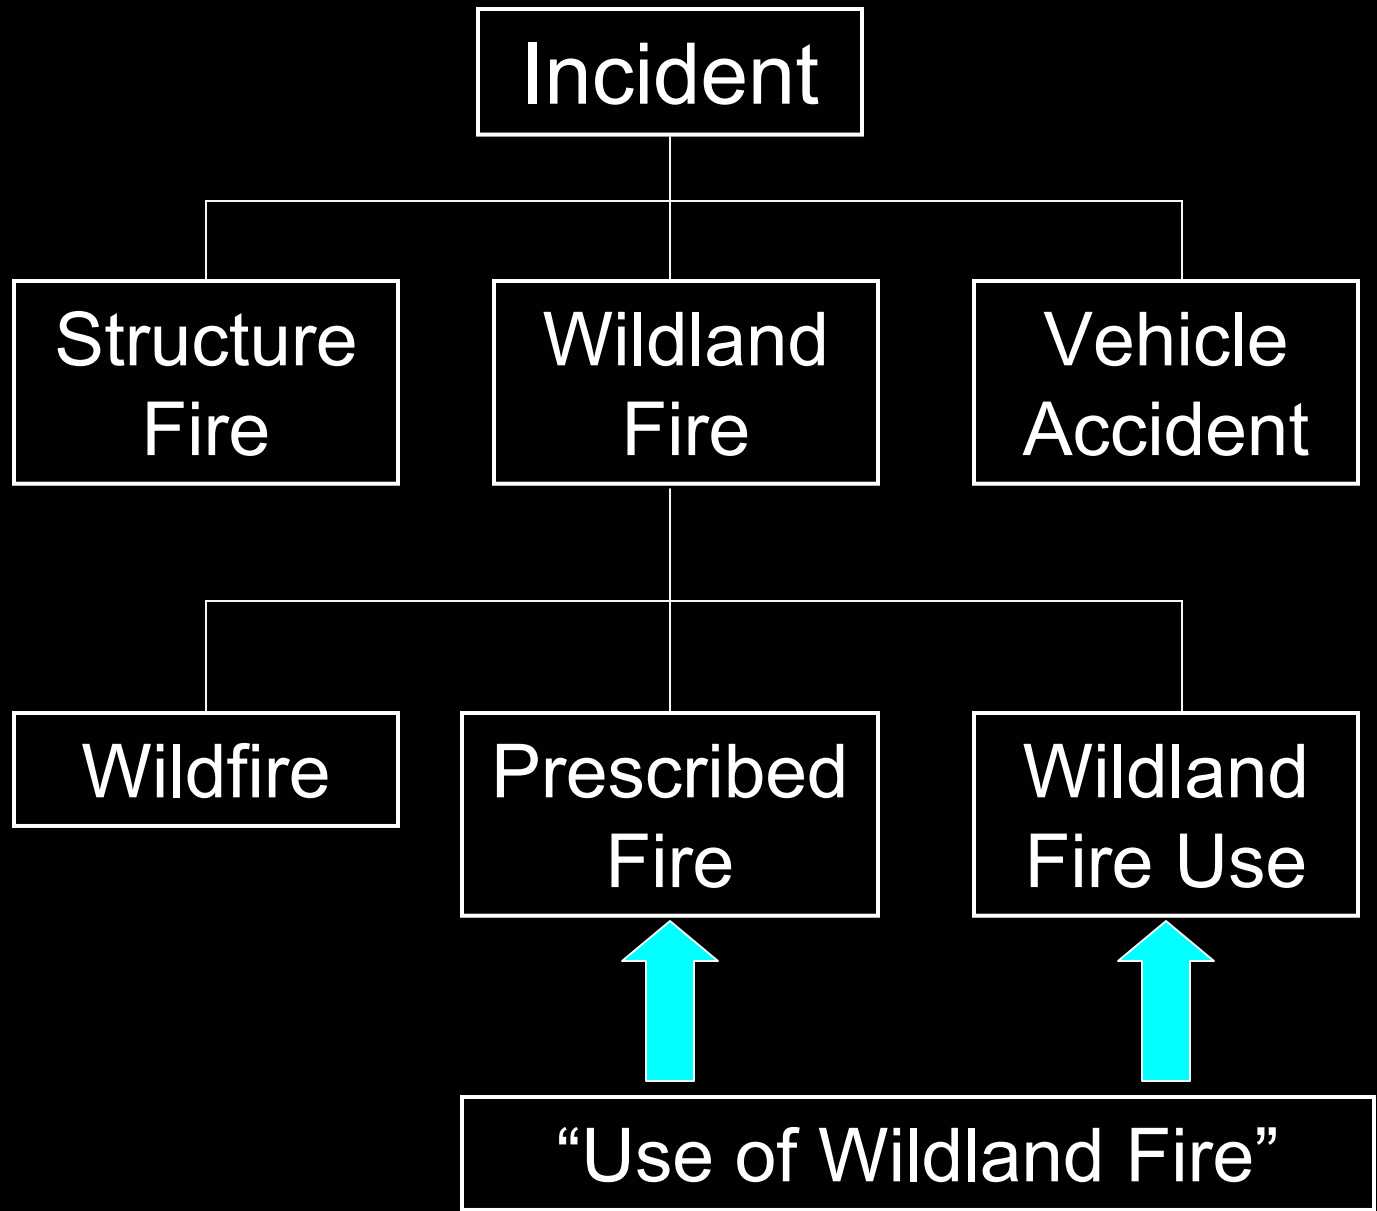 Incident
Structure
Fire
Wildland
Fire
Vehicle
Accident
Wildfire
Prescribed
Fire
Wildland
Fire Use
“Use of Wildland Fire”